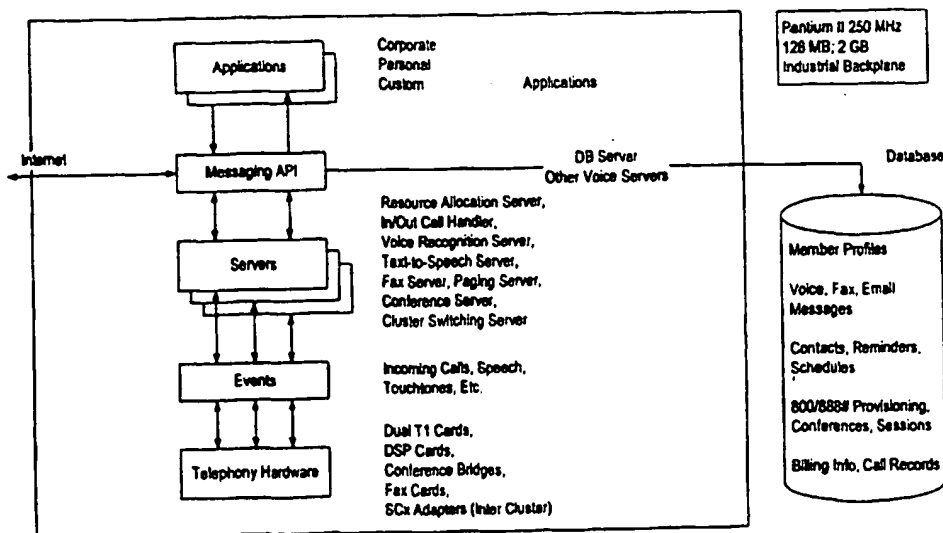 Applications
Corporate
Personal
Custom Applications
Pentium II 250 MHz
128 MB; 2 GB
Industrial Backplane
Internet
Messaging API
DB Server
Other Voice Servers
Database
Resource Allocation Server,
In/Out Call Handler,
Voice Recognition Server,
Text-to-Speech Server,
Fax Server, Paging Server,
Conference Server,
Cluster Switching Server
Servers
Events
Incoming Calls, Speech,
Touchtones, Etc.
Telephony Hardware
Dual T1 Cards,
DSP Cards,
Conference Bridges,
Fax Cards,
SCx Adapters (Inter Cluster)
Member Profiles
Voice, Fax, Email
Messages
Contacts, Reminders,
Schedules
800/888# Provisioning,
Conferences, Sessions
Billing Info, Call Records